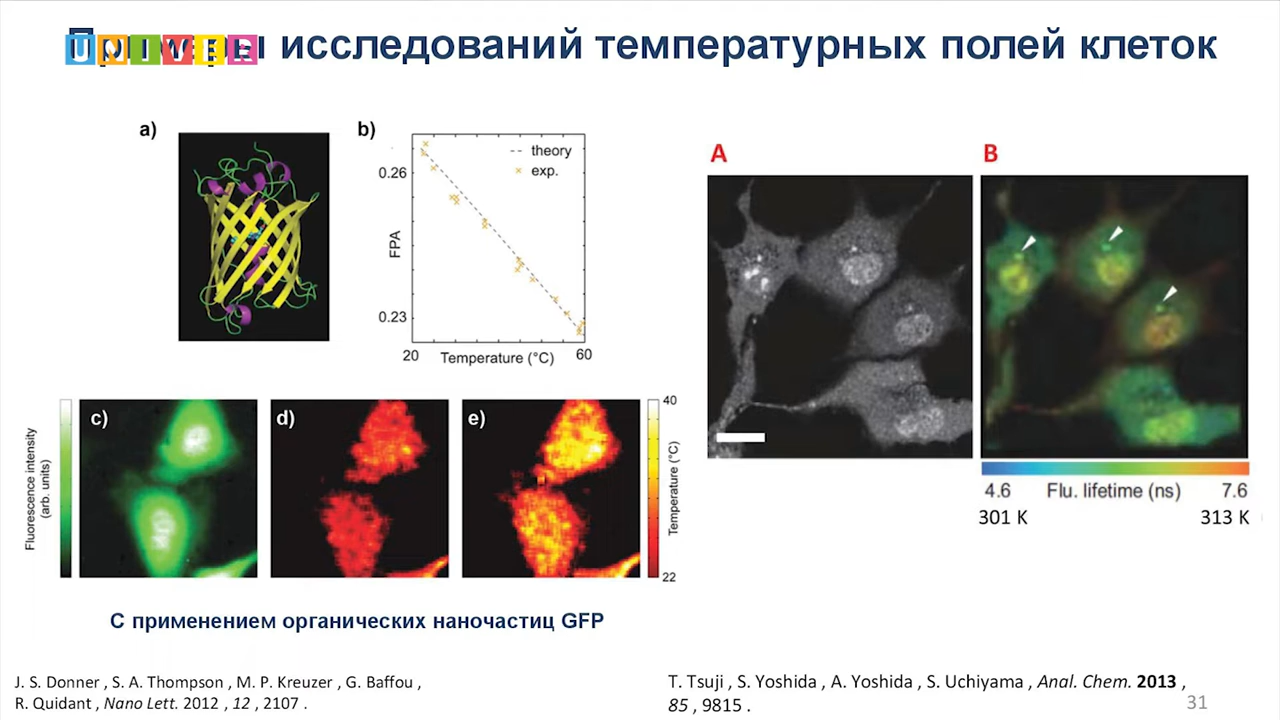 Примеры исследований температурных полей клеток
UNIVER
a)
b)
theory
exp.
0.26
FPA
0.23
20
Temperature (°C)
60
A
B
c)
d)
e)
Fluorescence intensity
(arb. units)
40
Temperature (°C)
22
4.6
Flu. lifetime (ns)
7.6
301 K
313 K
С применением органических наночастиц GFP
J. S. Donner , S. A. Thompson , M. P. Kreuzer , G. Baffou ,
R. Quidant , Nano Lett. 2012 , 12 , 2107 .
T. Tsuji , S. Yoshida , A. Yoshida , S. Uchiyama , Anal. Chem. 2013 ,
85 , 9815 .
31